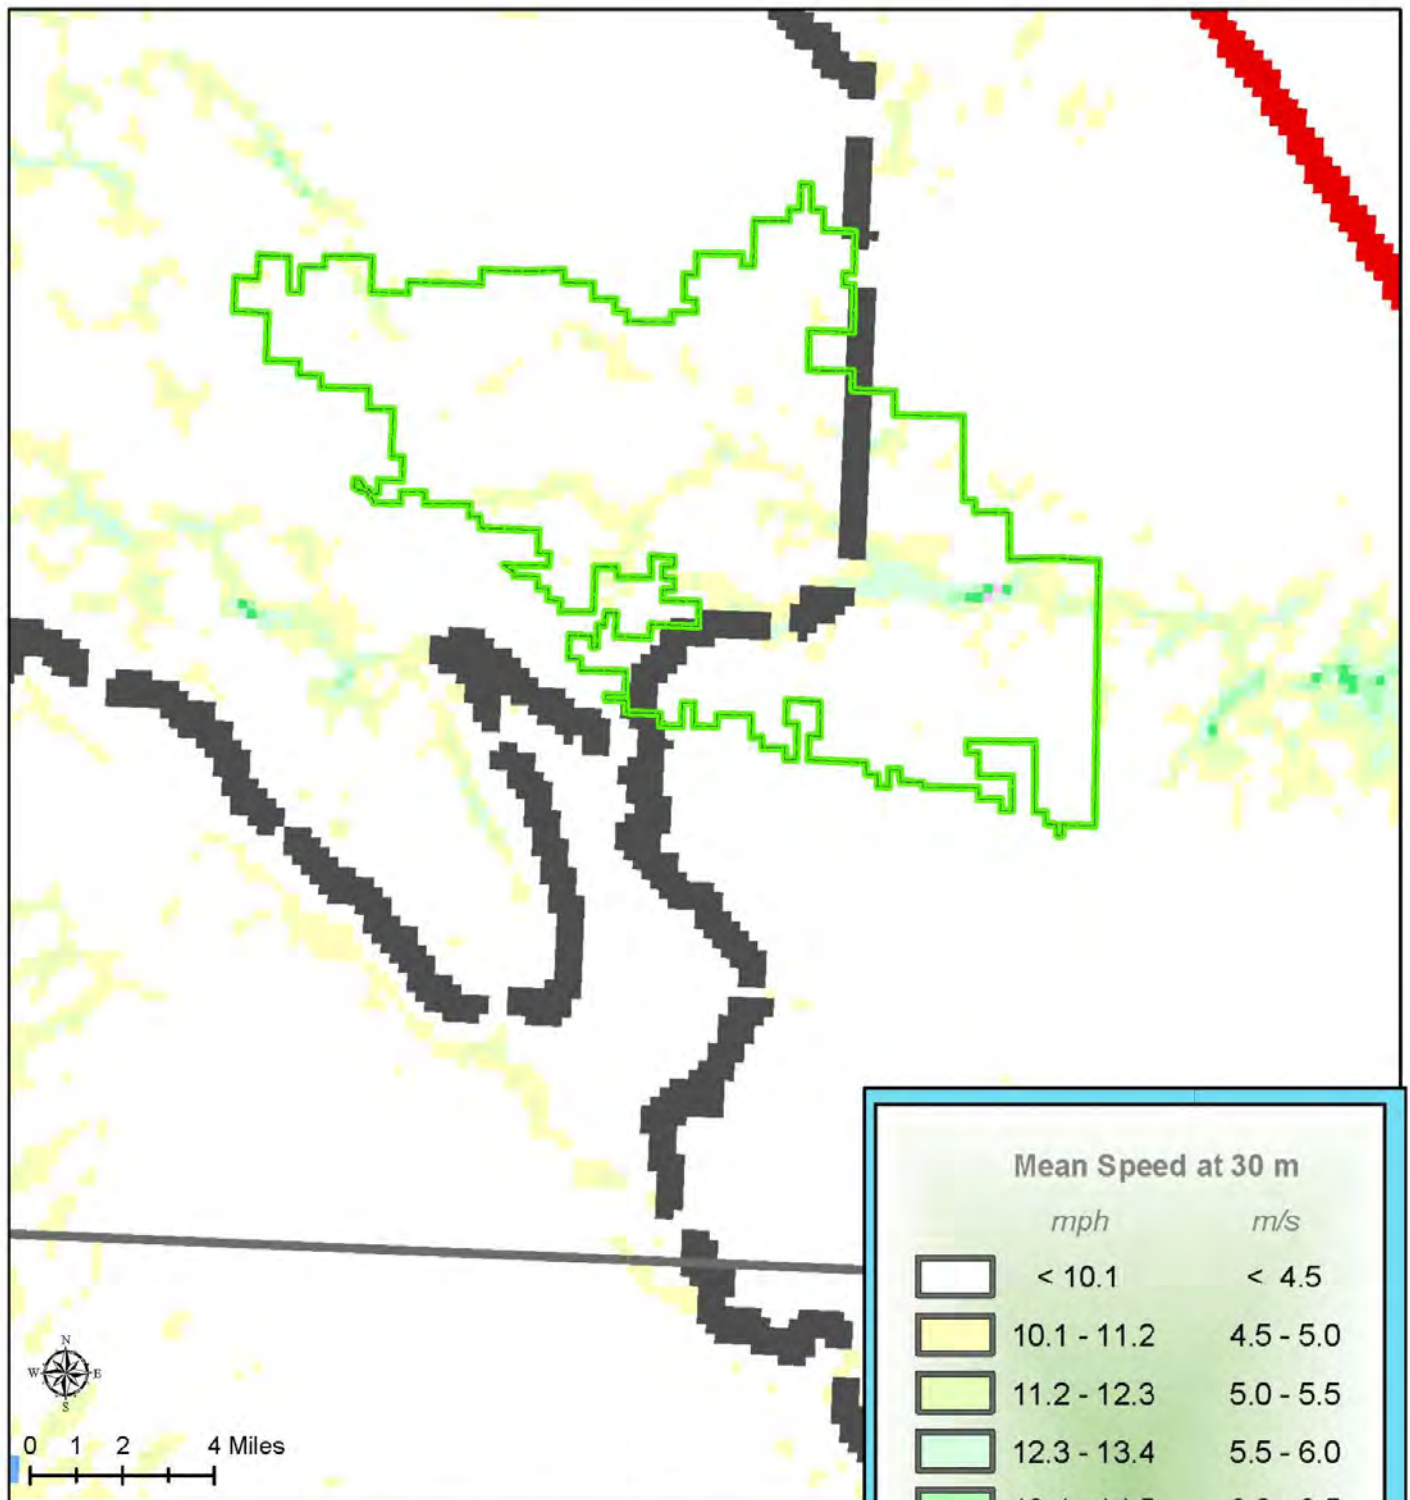 Mean Speed at 30 m
mph m/s
< 10.1 < 4.5
10.1 - 11.2 4.5 - 5.0
11.2 - 12.3 5.0 - 5.5
12.3 - 13.4 5.5 - 6.0
N
W E
S
0 1 2 4 Miles